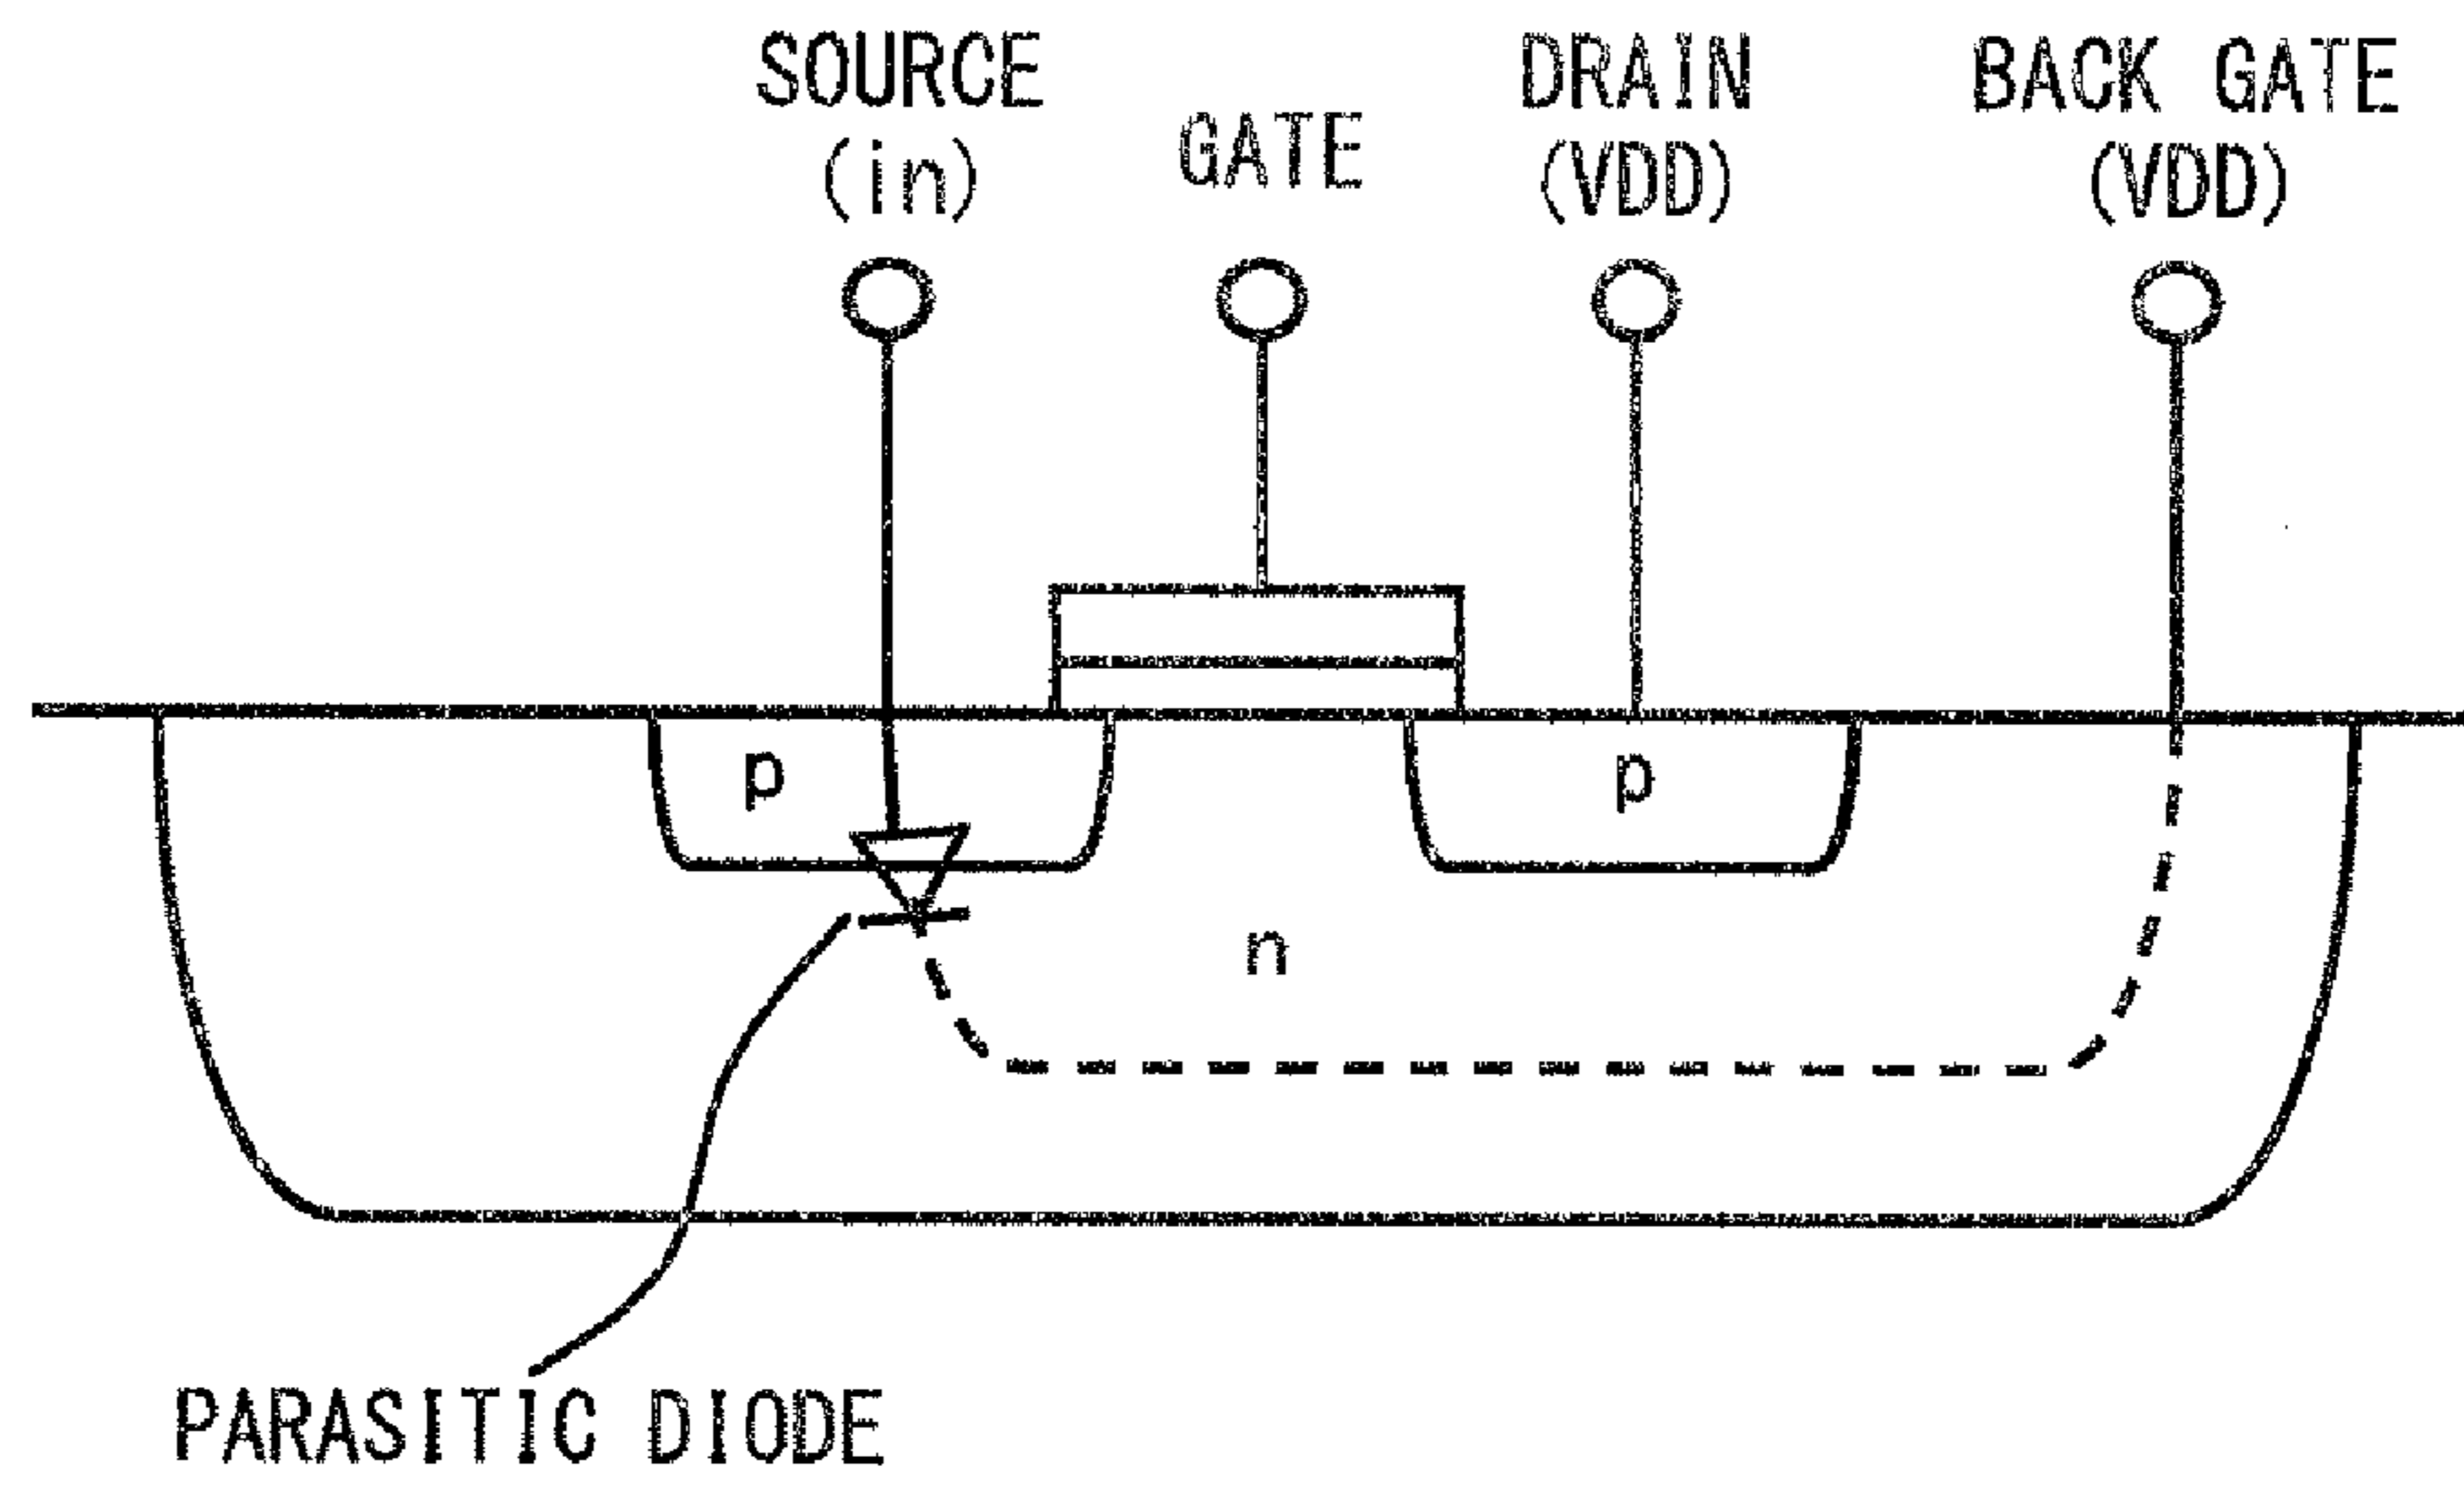 SOURCE
(in)
GATE
DRAIN
(VDD)
BACK GATE
(VDD)
p
p
n
PARASITIC DIODE